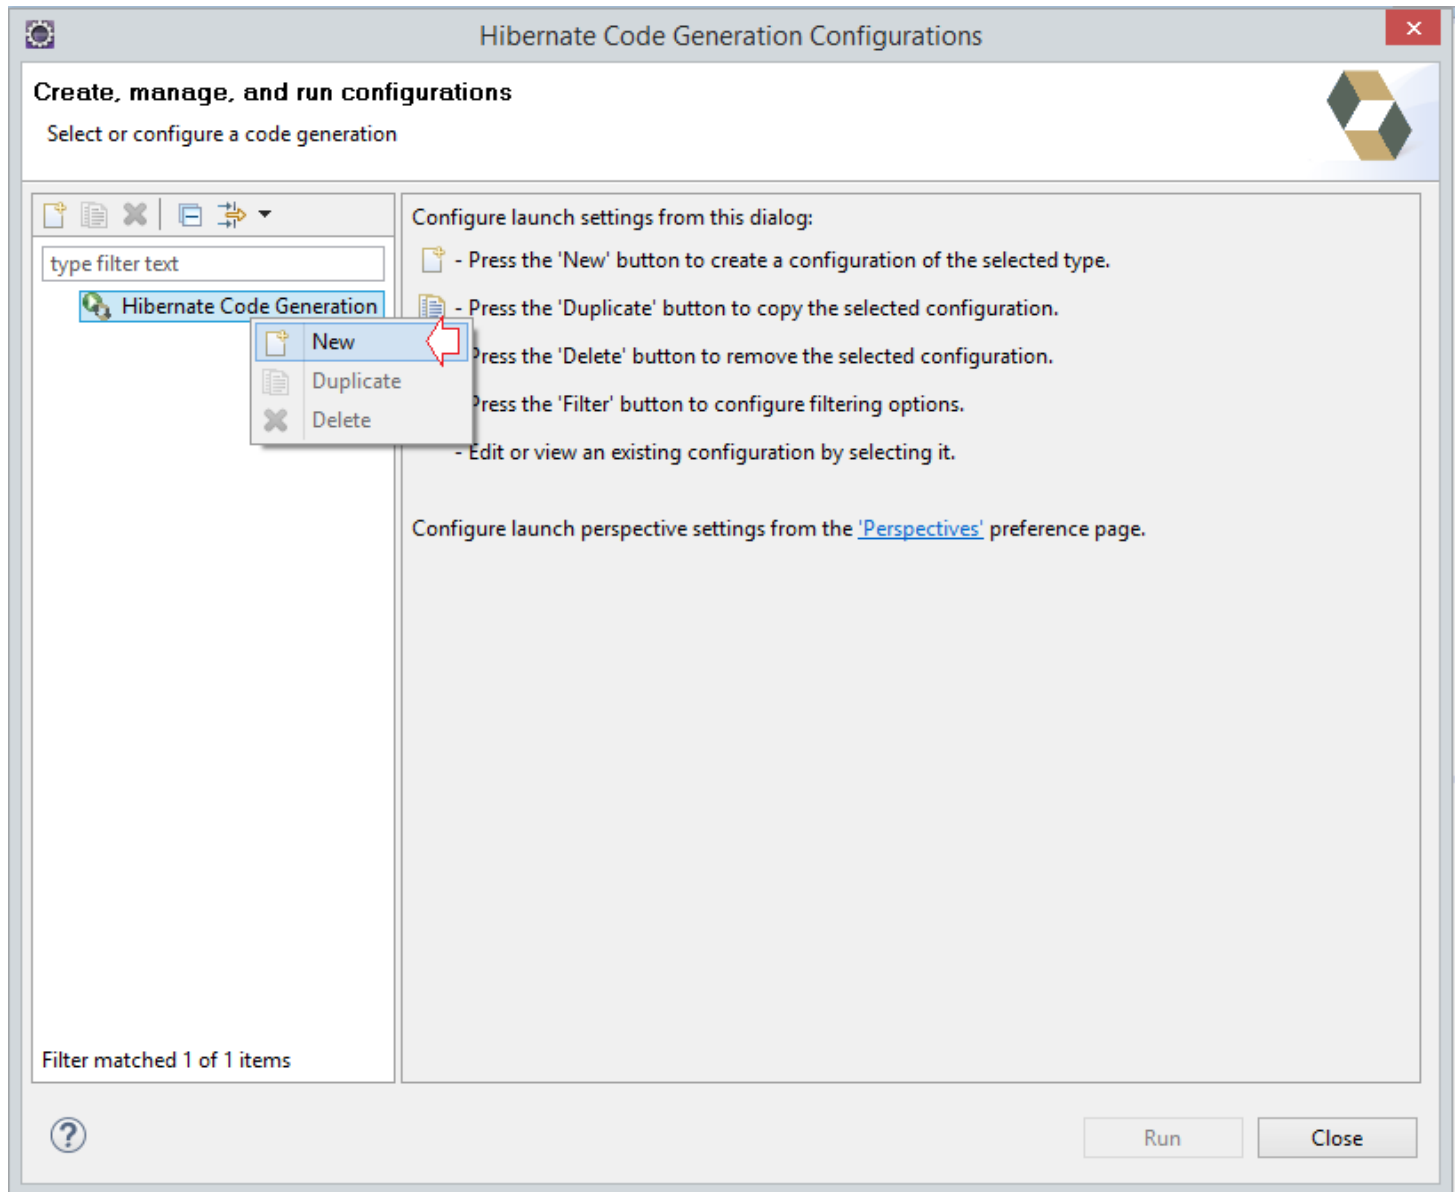 Hibernate Code Generation Configurations
Create, manage, and run configurations
Select or configure a code generation
type filter text
Hibernate Code Generation
New
Duplicate
Delete
Filter matched 1 of 1 items
Configure launch settings from this dialog:
- Press the 'New' button to create a configuration of the selected type.
- Press the 'Duplicate' button to copy the selected configuration.
Press the 'Delete' button to remove the selected configuration.
Press the 'Filter' button to configure filtering options.
- Edit or view an existing configuration by selecting it.
Configure launch perspective settings from the 'Perspectives' preference page.
Run
Close